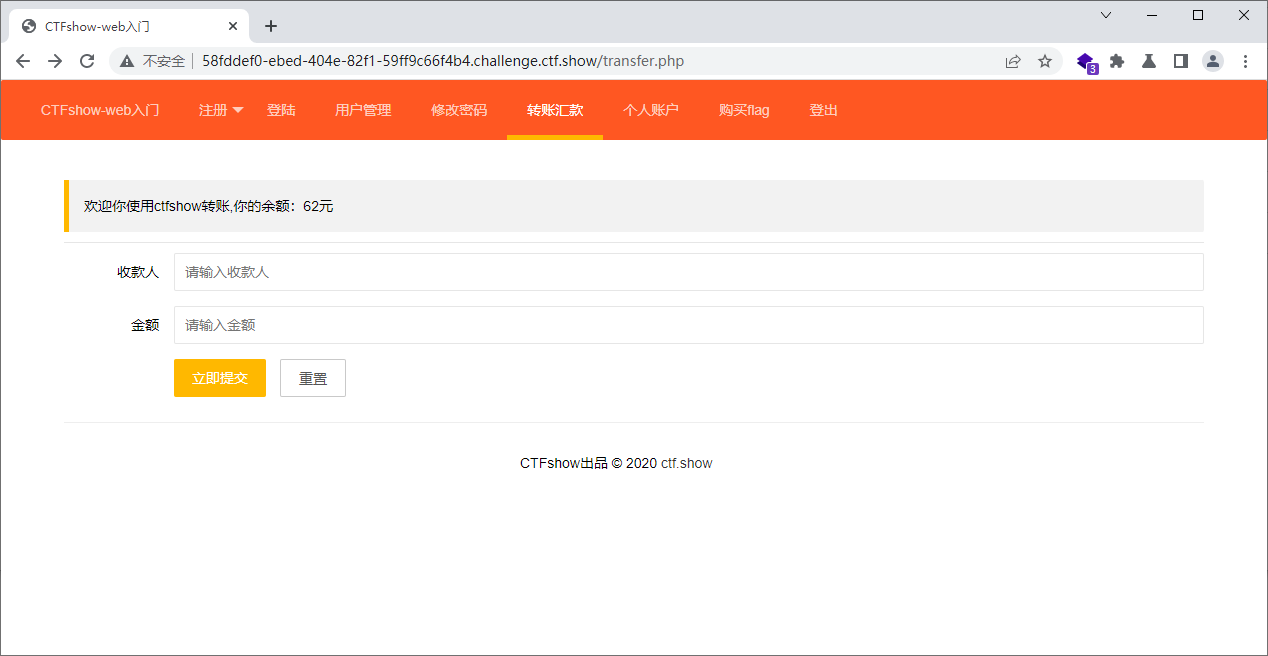 CTFshow-web入门
不安全 58fddef0-ebed-404e-82f1-59ff9c66f4b4.challenge.ctf.show/transfer.php
3
CTFshow-web入门 注册 登陆 用户管理 修改密码 转账汇款 个人账户 购买flag 登出
欢迎你使用ctfshow转账,你的余额：62元
收款人 请输入收款人
金额 请输入金额
立即提交 重置
CTFshow出品 © 2020 ctf.show